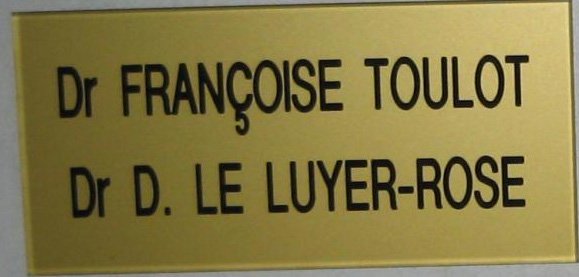 Dr FRANÇOISE TOULOT
Dr D. LE LUYER-ROSE